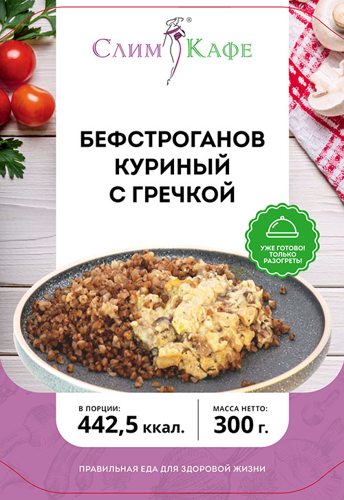 Слим Кафе ®
БЕФСТРОГАНОВ
КУРИНЫЙ
С ГРЕЧКОЙ
УЖЕ ГОТОВО!
ТОЛЬКО
РАЗОГРЕТЬ!
В ПОРЦИИ:
442,5 ккал.
МАССА НЕТТО:
300 г.
ПРАВИЛЬНАЯ ЕДА ДЛЯ ЗДОРОВОЙ ЖИЗНИ